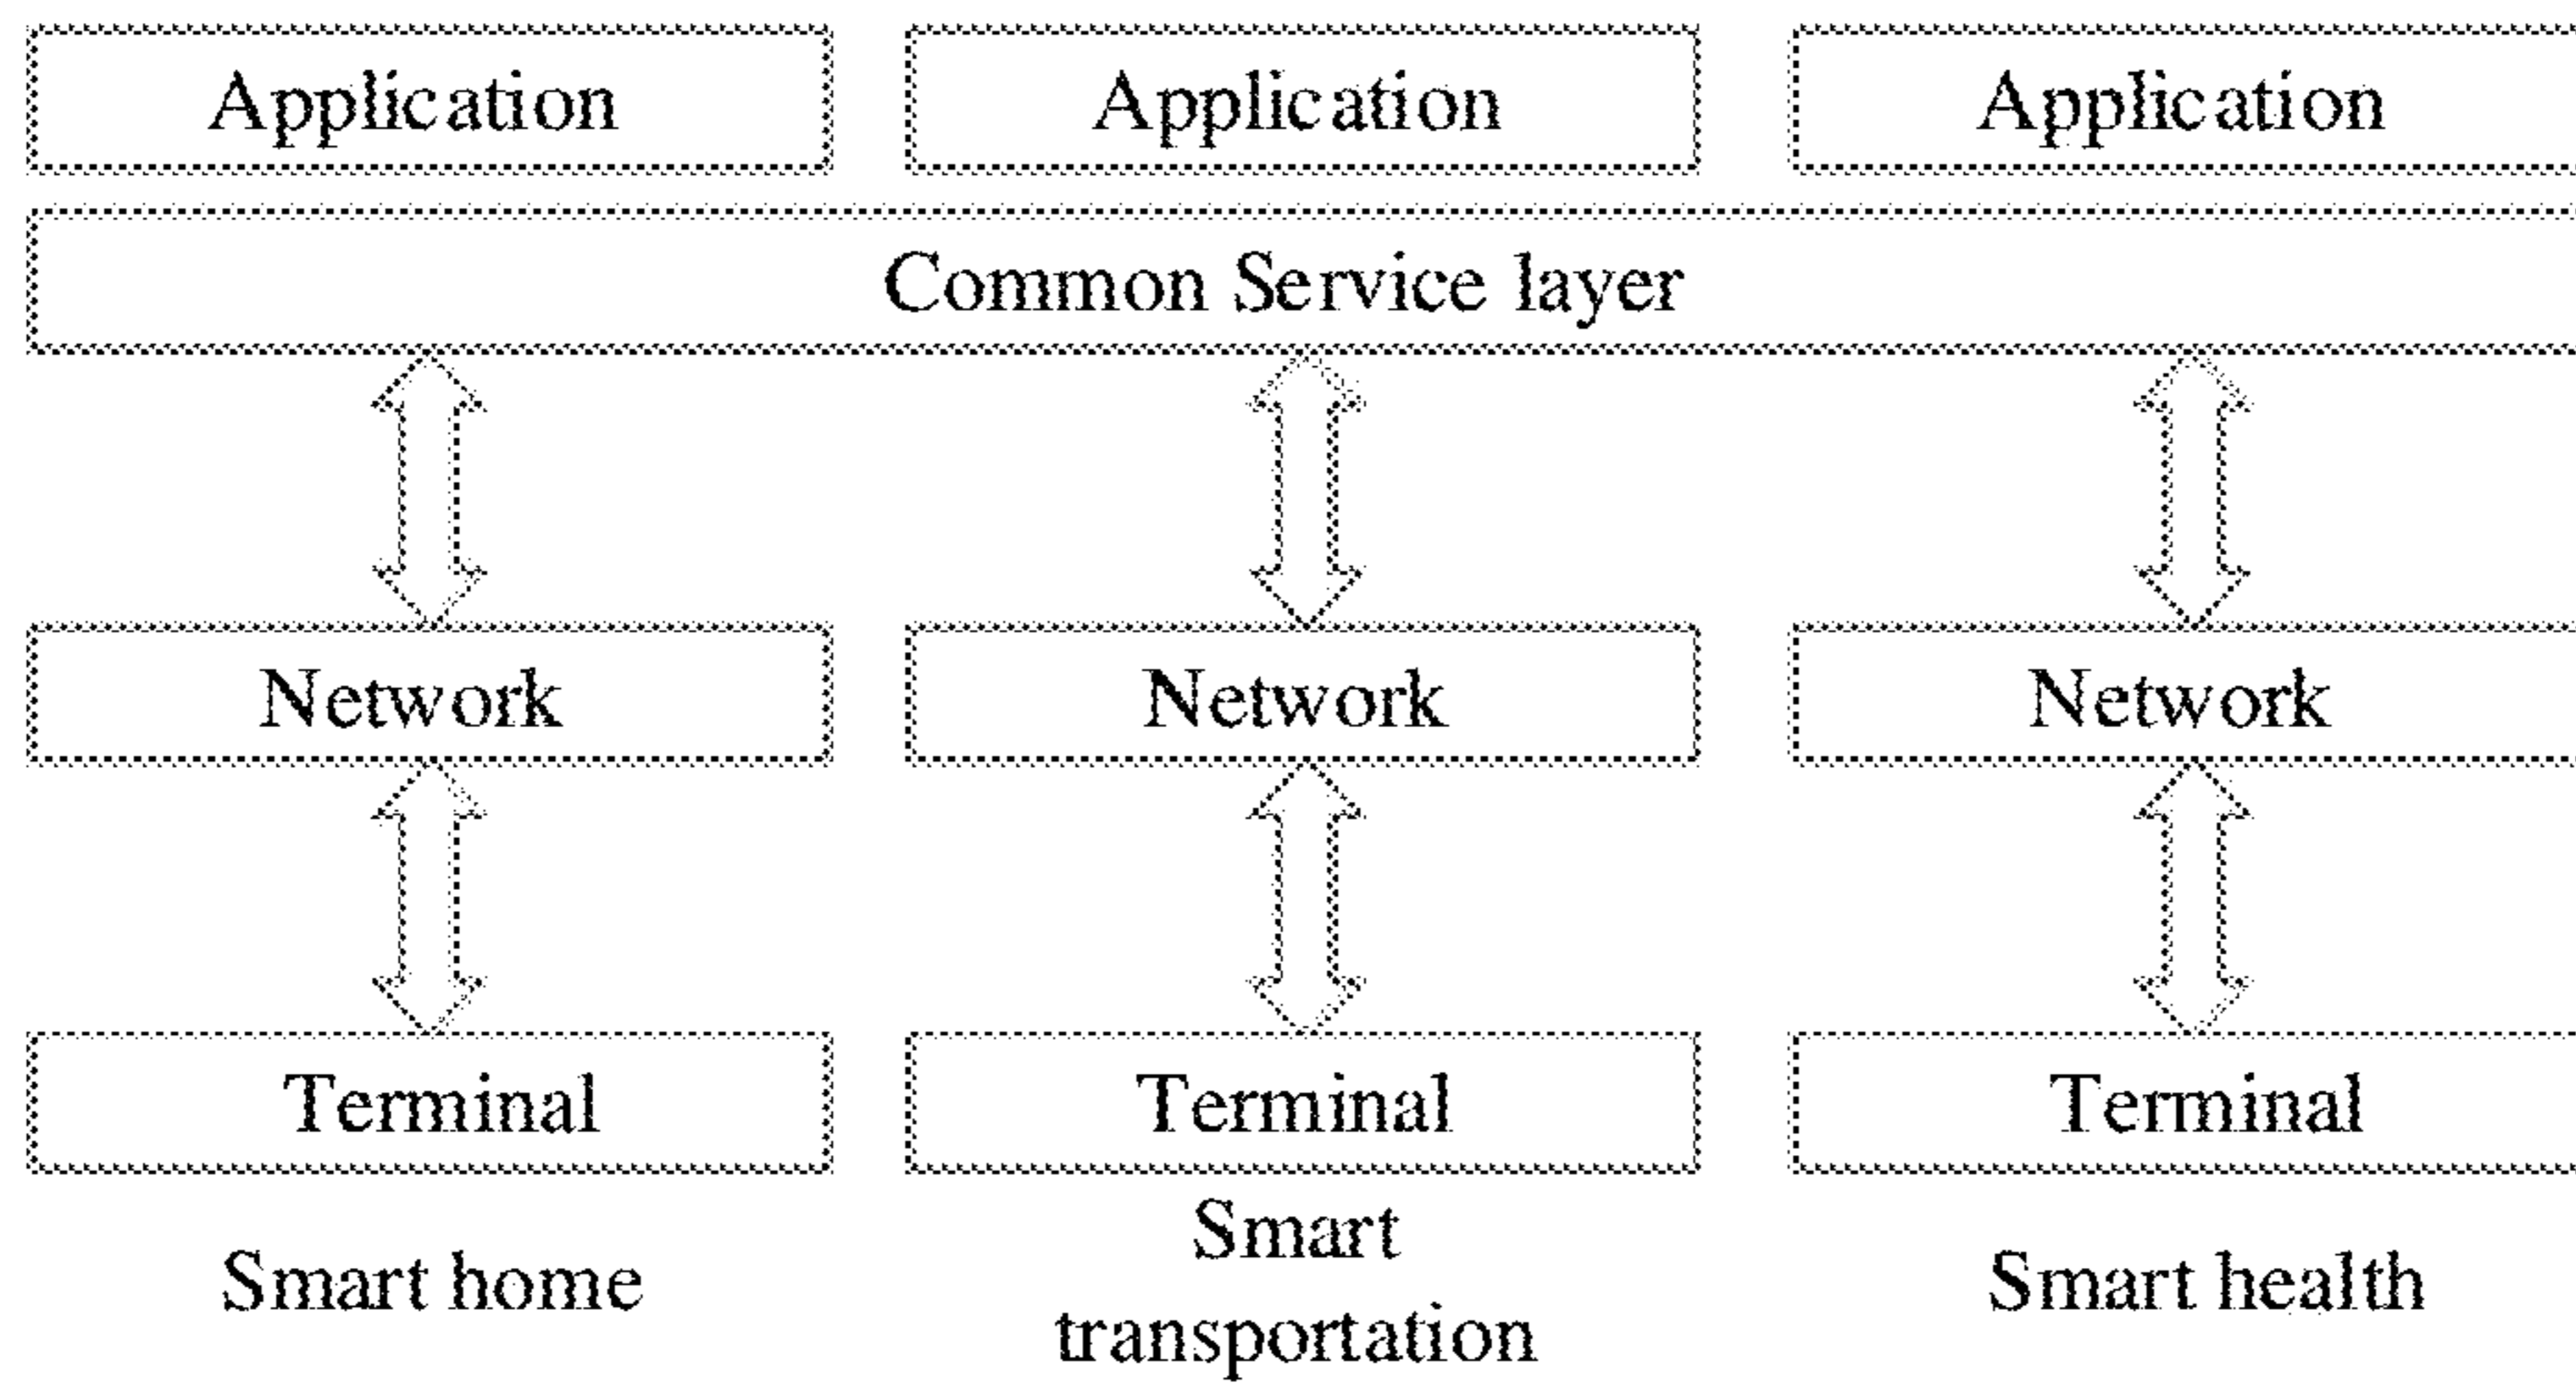 Application Application Application
Common Service layer
Network Network Network
Terminal Terminal Terminal
Smart home
Smart
transportation
Smart health